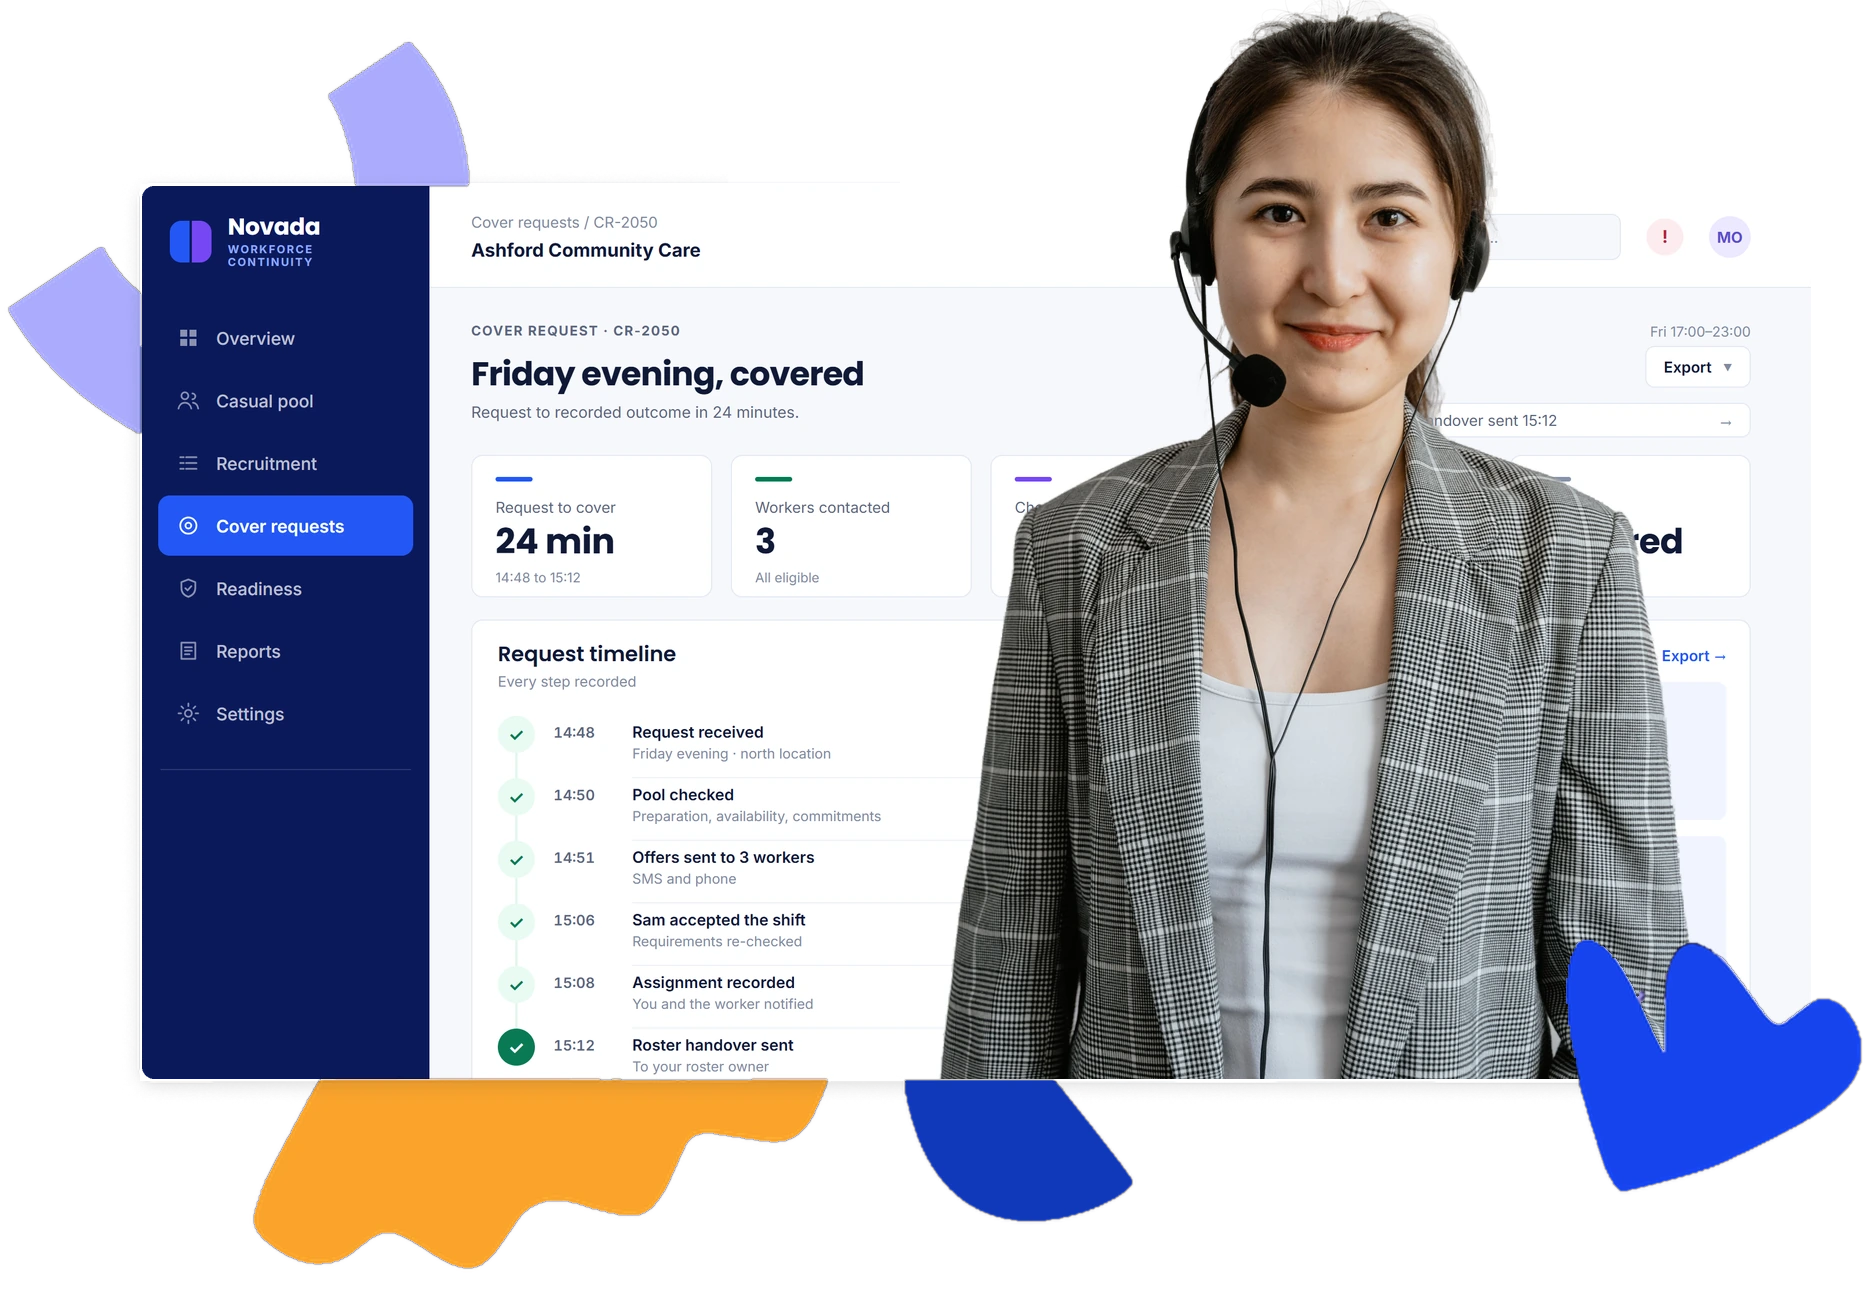 Novada
WORKFORCE
CONTINUITY
Overview
Casual pool
Recruitment
Cover requests
Readiness
Reports
Settings
Cover requests / CR-2050
Ashford Community Care
..
!
MO
COVER REQUEST · CR-2050
Friday evening, covered
Request to recorded outcome in 24 minutes.
Fri 17:00–23:00
Export ▼
sent 15:12 →
Request to cover
24 min
14:48 to 15:12
Workers contacted
3
All eligible
Request timeline
Every step recorded
Export →
14:48 Request received
Friday evening · north location
14:50 Pool checked
Preparation, availability, commitments
14:51 Offers sent to 3 workers
SMS and phone
15:06 Sam accepted the shift
Requirements re-checked
15:08 Assignment recorded
You and the worker notified
15:12 Roster handover sent
To your roster owner